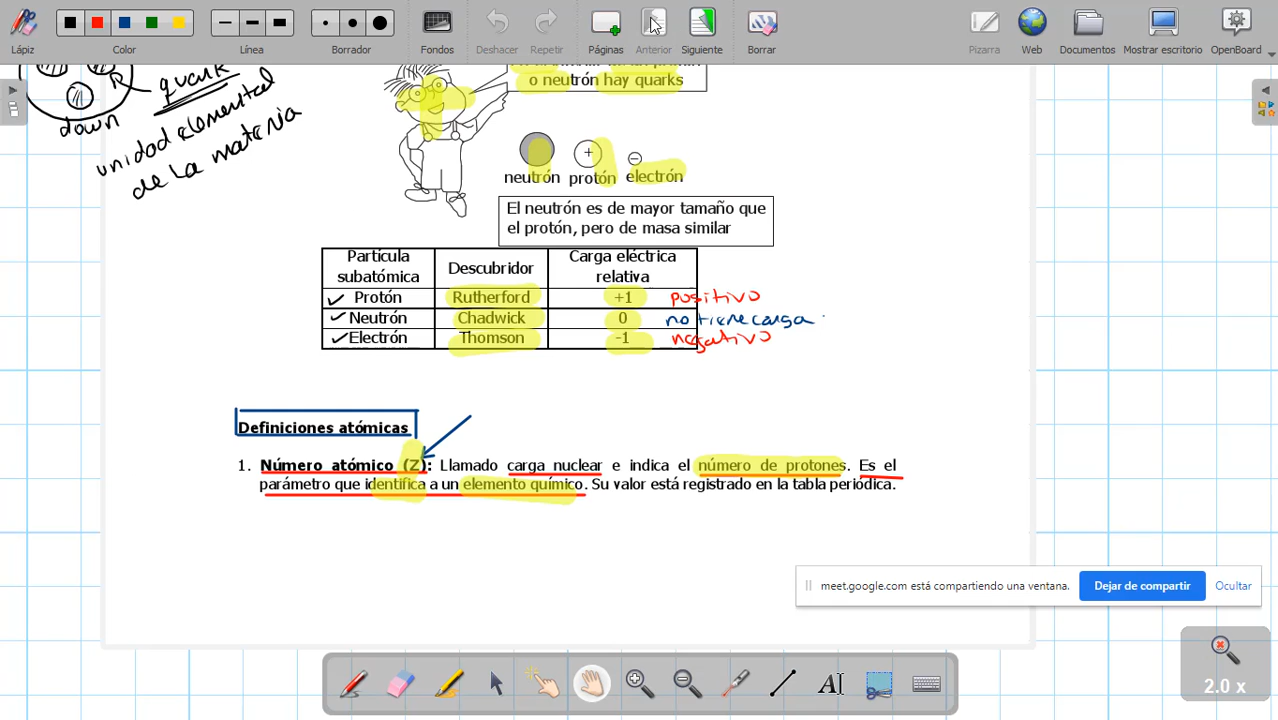 Lápiz
Color
Línea
Borrador
Fondos
Deshacer
Repetir
Páginas
Anterior
Siguiente
Borrar
Pizarra
Web
Documentos
Mostrar escritorio
OpenBoard
quark
down
unidad elemental
de la materia
o neutrón hay quarks
neutrón protón electrón
El neutrón es de mayor tamaño que
el protón, pero de masa similar
Partícula subatómica Descubridor Carga eléctrica relativa
Protón Rutherford +1 positivo
Neutrón Chadwick 0 no tiene carga
Electrón Thomson -1 negativo
Definiciones atómicas
1. Número atómico (Z): Llamado carga nuclear e indica el número de protones. Es el
parámetro que identifica a un elemento químico. Su valor está registrado en la tabla periódica.
meet.google.com está compartiendo una ventana. Dejar de compartir Ocultar
2.0 x